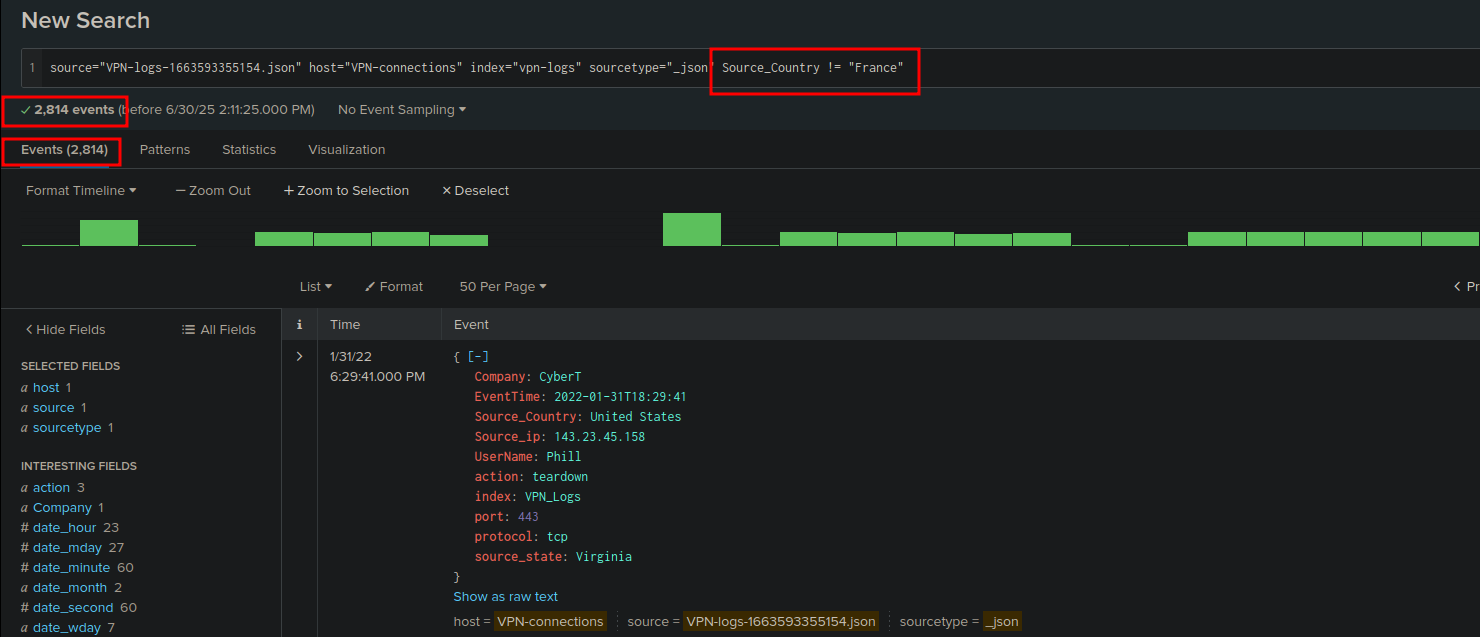 New Search
1 source="VPN-logs-1663593355154.json" host="VPN-connections" index="vpn-logs" sourcetype="_json" Source_Country != "France"
✓ 2,814 events (before 6/30/25 2:11:25.000 PM) No Event Sampling
Events (2,814) Patterns Statistics Visualization
Format Timeline — Zoom Out + Zoom to Selection × Deselect
List Format 50 Per Page < Pr
< Hide Fields All Fields i Time Event
> 1/31/22 { [-]
6:29:41.000 PM Company: CyberT
EventTime: 2022-01-31T18:29:41
Source_Country: United States
Source_ip: 143.23.45.158
UserName: Phill
action: teardown
index: VPN_Logs
port: 443
protocol: tcp
source_state: Virginia
}
Show as raw text
host = VPN-connections source = VPN-logs-1663593355154.json sourcetype = _json
SELECTED FIELDS
a host 1
a source 1
a sourcetype 1
INTERESTING FIELDS
a action 3
a Company 1
# date_hour 23
# date_mday 27
# date_minute 60
a date_month 2
# date_second 60
a date_wday 7